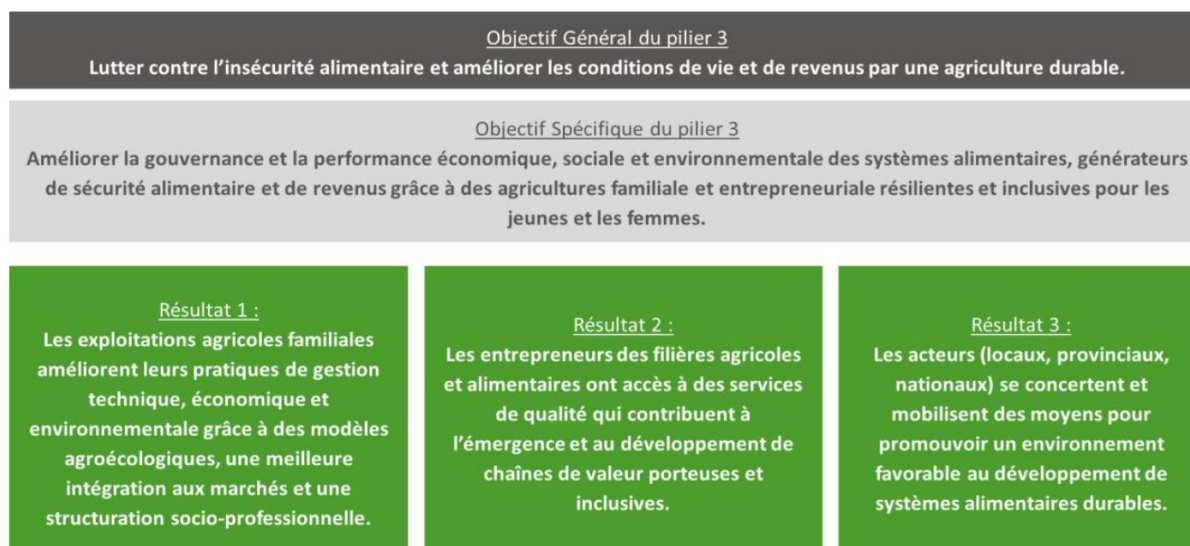 Objectif Général du pilier 3
Lutter contre l’insécurité alimentaire et améliorer les conditions de vie et de revenus par une agriculture durable.
Objectif Spécifique du pilier 3
Améliorer la gouvernance et la performance économique, sociale et environnementale des systèmes alimentaires, générateurs
de sécurité alimentaire et de revenus grâce à des agricultures familiale et entrepreneuriale résilientes et inclusives pour les
jeunes et les femmes.
Résultat 1 :
Les exploitations agricoles familiales
améliorent leurs pratiques de gestion
technique, économique et
environnementale grâce à des modèles
agroécologiques, une meilleure
intégration aux marchés et une
structuration socio-professionnelle.
Résultat 2 :
Les entrepreneurs des filières agricoles
et alimentaires ont accès à des services
de qualité qui contribuent à
l’émergence et au développement de
chaînes de valeur porteuses et
inclusives.
Résultat 3 :
Les acteurs (locaux, provinciaux,
nationaux) se concertent et
mobilisent des moyens pour
promouvoir un environnement
favorable au développement de
systèmes alimentaires durables.